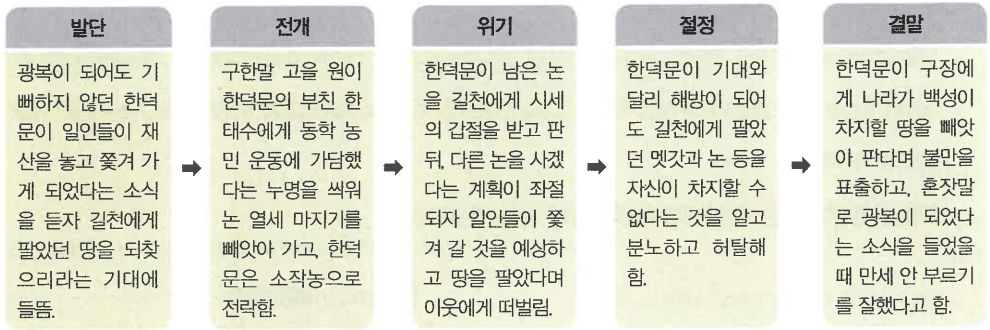 발단
광복이 되어도 기
뻐하지 않던 한덕
문이 일인들이 재
산을 놓고 쫓겨 가
게 되었다는 소식
을 듣자 길천에게
팔았던 땅을 되찾
으리라는 기대에
들뜸.
전개
구한말 고을 원이
한덕문의 부친 한
태수에게 동학 농
민 운동에 가담했
다는 누명을 씌워
논 열세 마지기를
빼앗아 가고, 한덕
문은 소작농으로
전락함.
위기
한덕문이 남은 논
을 길천에게 시세
의 갑절을 받고 판
뒤, 다른 논을 사겠
다는 계획이 좌절
되자 일인들이 쫓
겨 갈 것을 예상하
고 땅을 팔았다며
이웃에게 떠벌림.
절정
한덕문이 기대와
달리 해방이 되어
도 길천에게 팔았
던 멧갓과 논 등을
자신이 차지할 수
없다는 것을 알고
분노하고 허탈해
함.
결말
한덕문이 구장에
게 나라가 백성이
차지할 땅을 빼앗
아 판다며 불만을
표출하고, 혼잣말
로 광복이 되었다
는 소식을 들었을
때 만세 안 부르기
를 잘했다고 함.